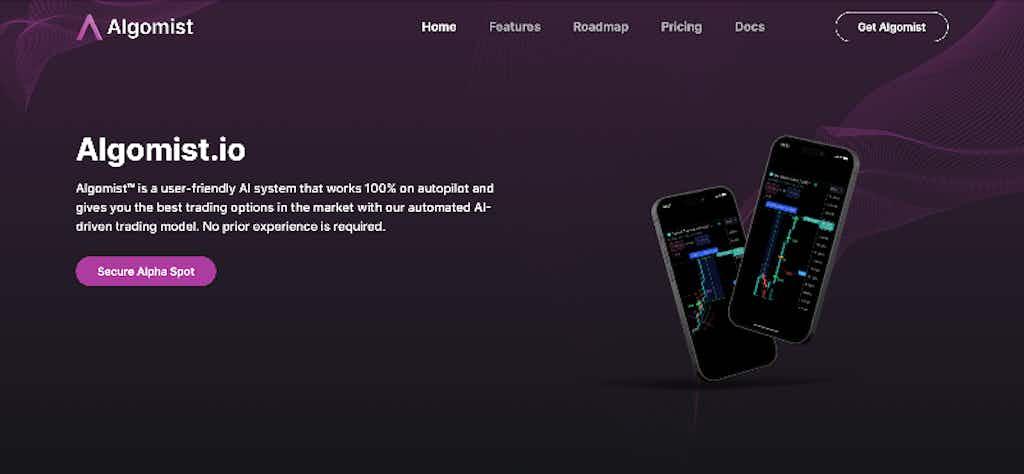 Algomist
Home Features Roadmap Pricing Docs Get Algomist
Algomist.io
Algomist™ is a user-friendly AI system that works 100% on autopilot and
gives you the best trading options in the market with our automated AI-
driven trading model. No prior experience is required.
Secure Alpha Spot